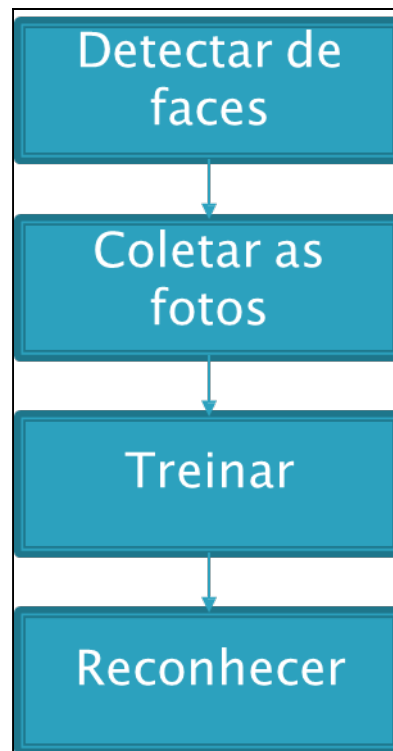 Detectar de
faces
Coletar as
fotos
Treinar
Reconhecer